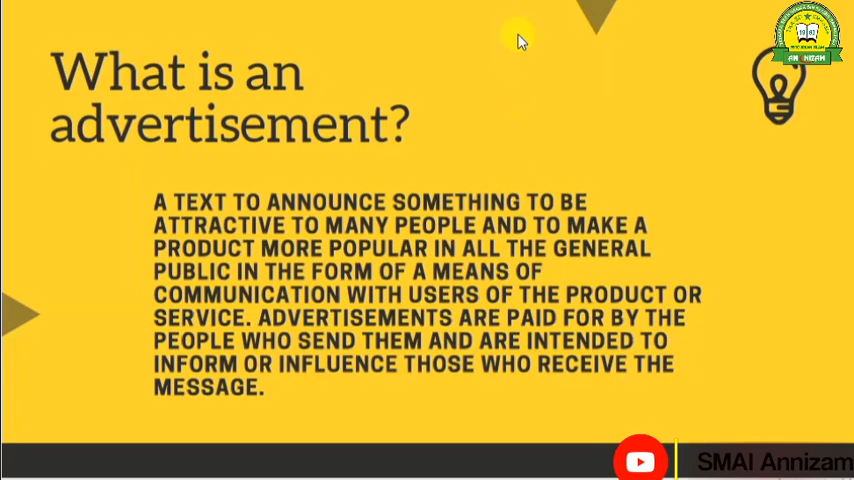 What is an
advertisement?
A TEXT TO ANNOUNCE SOMETHING TO BE
ATTRACTIVE TO MANY PEOPLE AND TO MAKE A
PRODUCT MORE POPULAR IN ALL THE GENERAL
PUBLIC IN THE FORM OF A MEANS OF
COMMUNICATION WITH USERS OF THE PRODUCT OR
SERVICE. ADVERTISEMENTS ARE PAID FOR BY THE
PEOPLE WHO SEND THEM AND ARE INTENDED TO
INFORM OR INFLUENCE THOSE WHO RECEIVE THE
MESSAGE.
AN NIZAM
SMAI Annizam